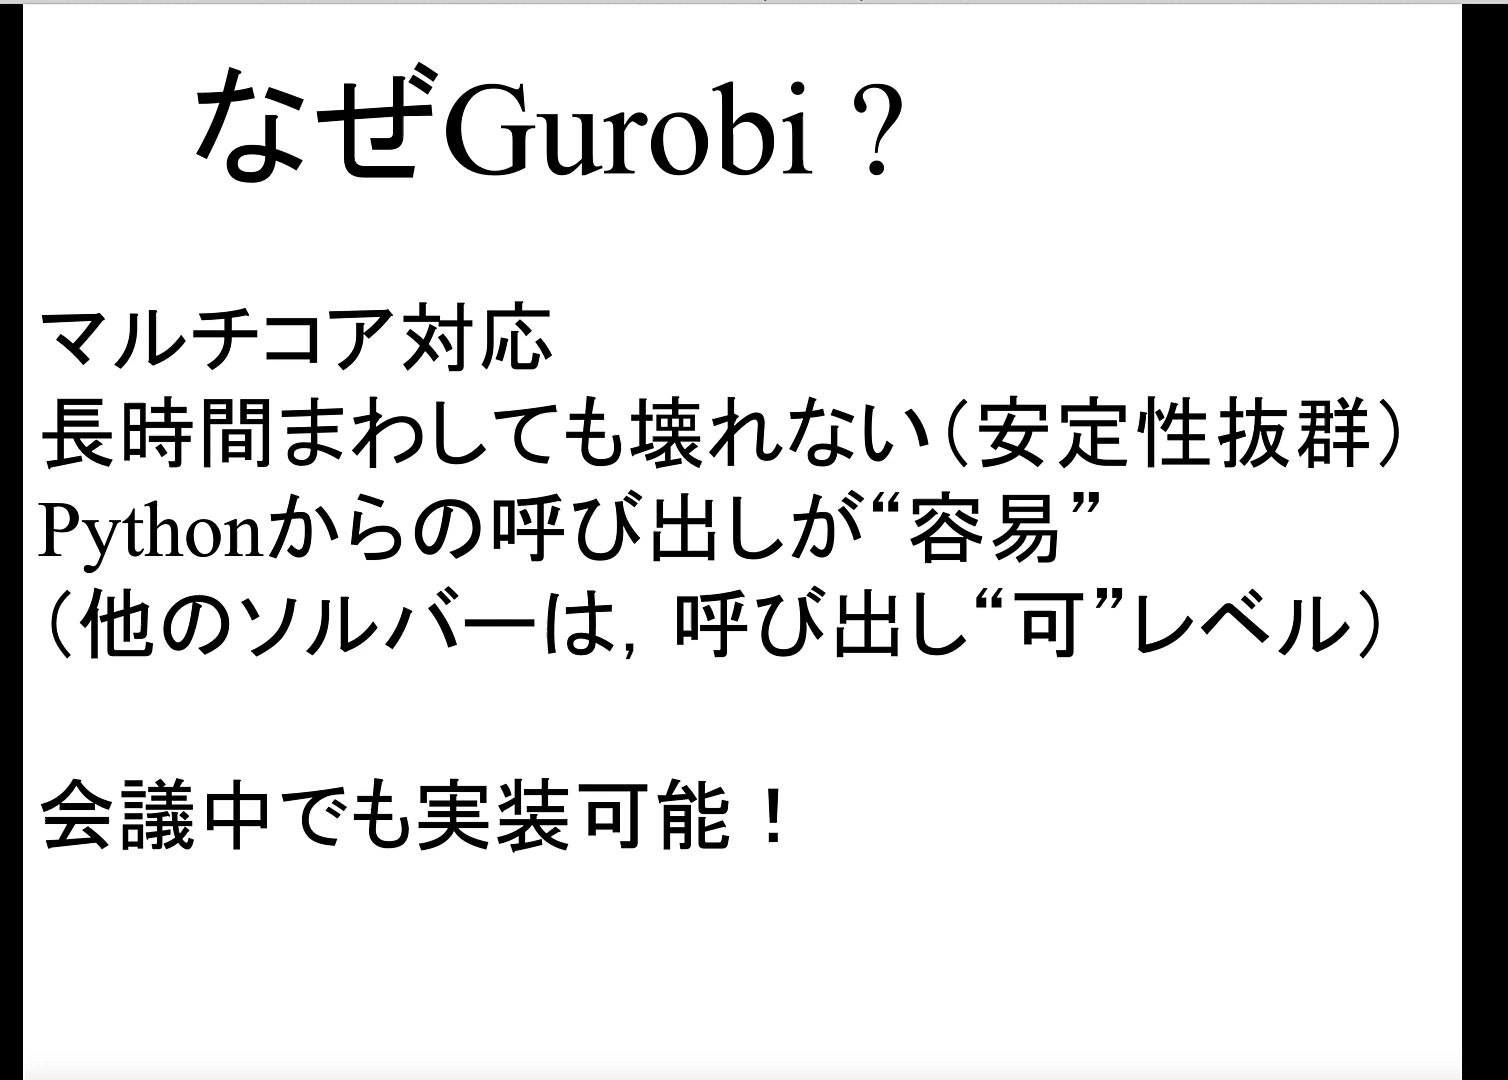 なぜGurobi？
マルチコア対応
長時間まわしても壊れない（安定性抜群）
Pythonからの呼び出しが“容易”
（他のソルバーは，呼び出し“可”レベル）
会議中でも実装可能！